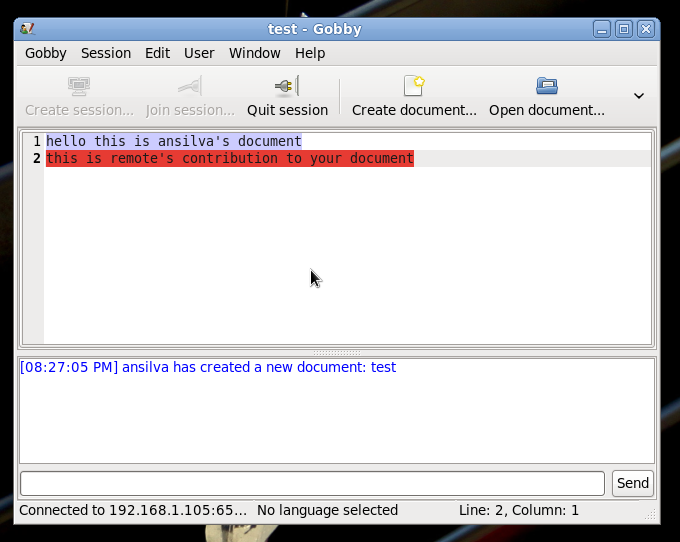 test - Gobby
Gobby Session Edit User Window Help
Create session... Join session... Quit session Create document... Open document...
1 hello this is ansilva's document
2 this is remote's contribution to your document
[08:27:05 PM] ansilva has created a new document: test
Send
Connected to 192.168.1.105:65... No language selected Line: 2, Column: 1